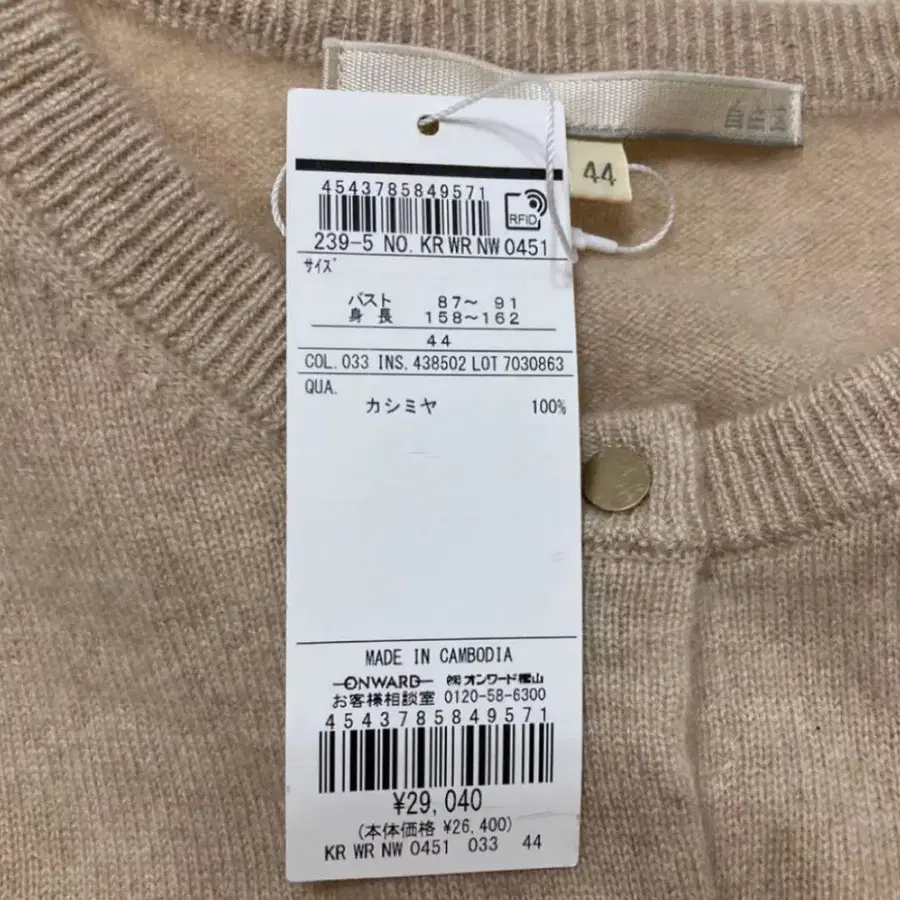 44
4543785849571
RFID
239-5 NO. KR WR NW 0451
サイズ
バスト 87～ 91
身長 158～162
44
COL. 033 INS. 438502 LOT 7030863
QUA.
カシミヤ 100%
MADE IN CAMBODIA
ONWARD ㈱オンワード樫山
お客様相談室 0120-58-6300
4543785849571
¥29,040
(本体価格 ¥26,400)
KR WR NW 0451 033 44